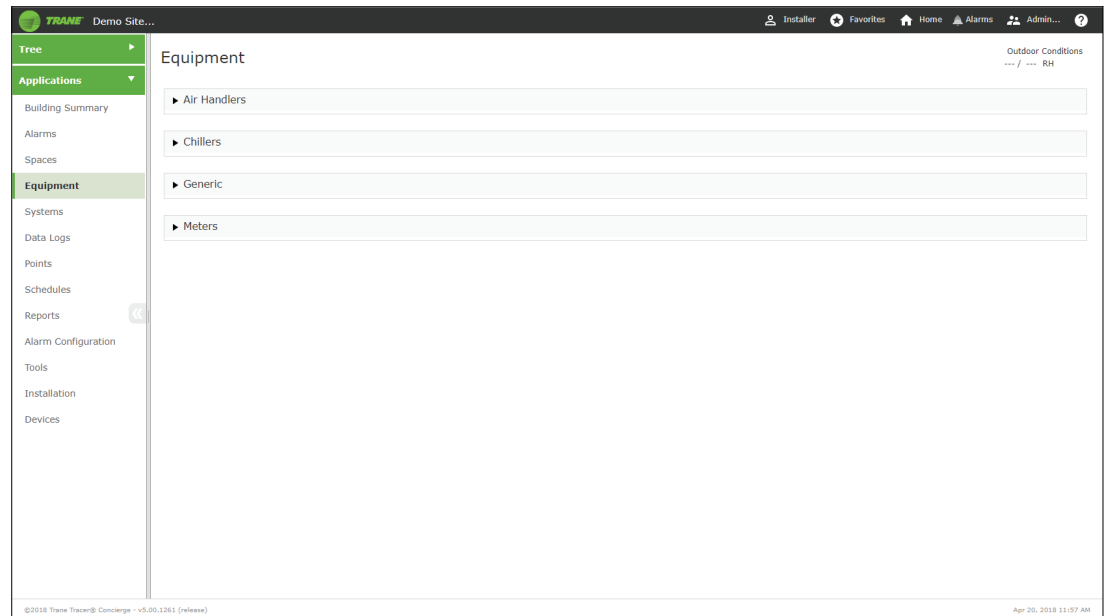 TRANE Demo Site...
Installer
Favorites
Home
Alarms
Admin...
?
Tree
Applications
Building Summary
Alarms
Spaces
Equipment
Systems
Data Logs
Points
Schedules
Reports
Alarm Configuration
Tools
Installation
Devices
Equipment
Outdoor Conditions
--- / --- RH
Air Handlers
Chillers
Generic
Meters
©2018 Trane Tracer® Concierge - v5.00.1261 (release)
Apr 20, 2018 11:57 AM